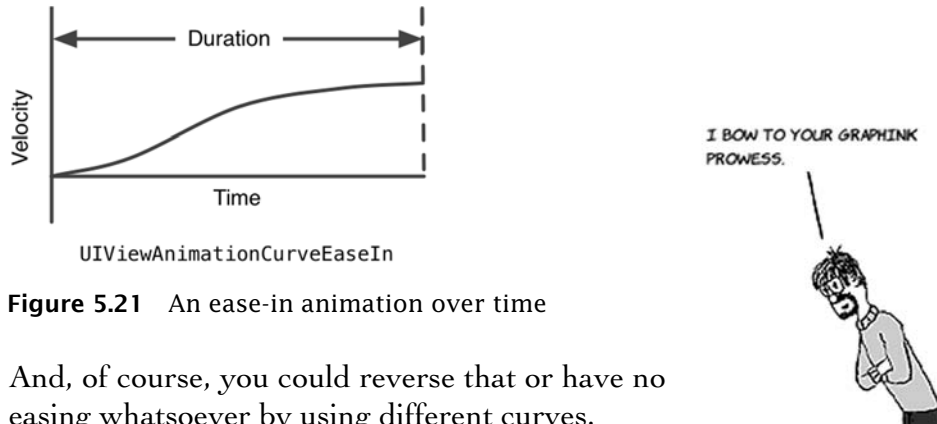 Duration
Velocity
Time
UIViewAnimationCurveEaseIn
Figure 5.21 An ease-in animation over time
And, of course, you could reverse that or have no
easing whatsoever by using different curves.
I BOW TO YOUR GRAPHINK
PROWESS.